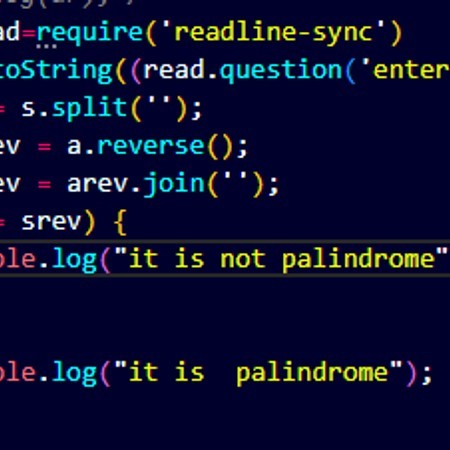 ad=require('readline-sync')
toString((read.question('enter
= s.split('');
ev = a.reverse();
ev = arev.join('');
= srev) {
ole.log("it is not palindrome"
ole.log("it is  palindrome");